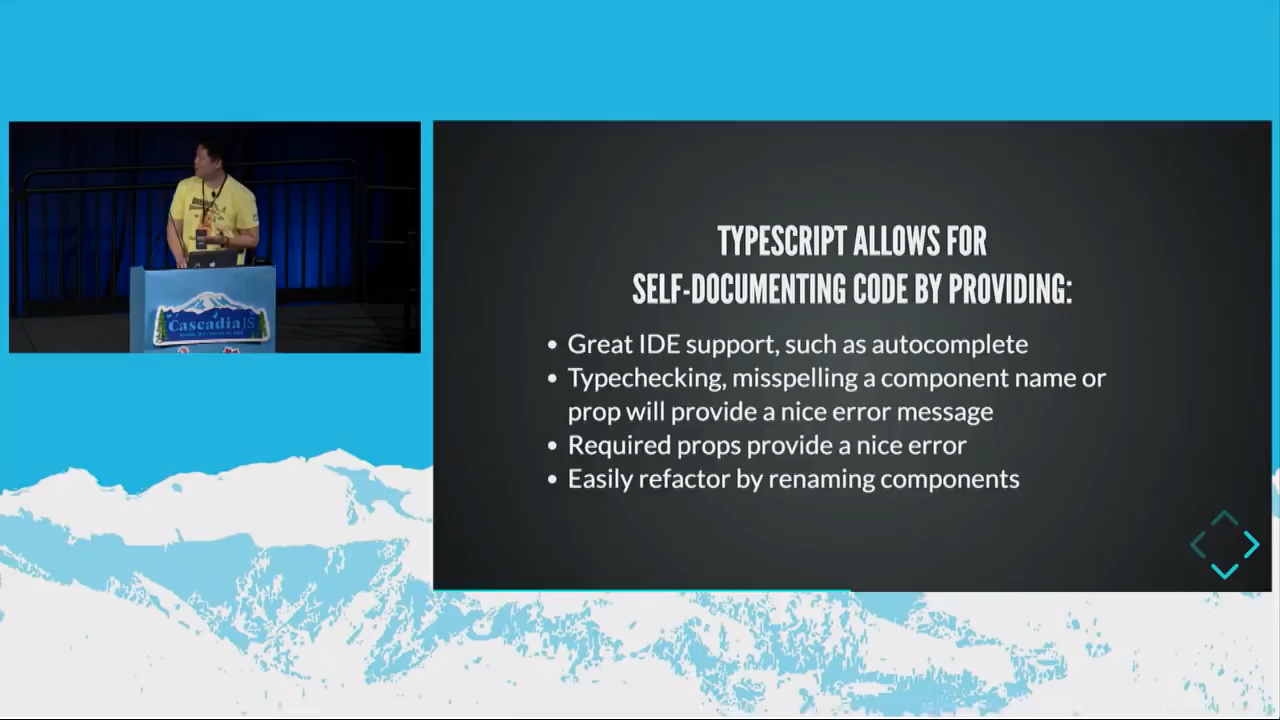 CascadiaJS
TYPESCRIPT ALLOWS FOR
SELF-DOCUMENTING CODE BY PROVIDING:
• Great IDE support, such as autocomplete
• Typechecking, misspelling a component name or
prop will provide a nice error message
• Required props provide a nice error
• Easily refactor by renaming components